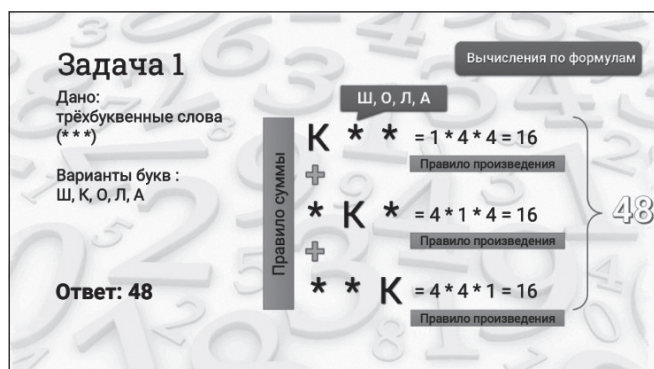 Задача 1
Вычисления по формулам
Дано:
трёхбуквенные слова
(* * *)
Варианты букв :
Ш, К, О, Л, А
Ответ: 48
Правило суммы
Ш, О, Л, А
К * * = 1 * 4 * 4 = 16
Правило произведения
+
* К * = 4 * 1 * 4 = 16
Правило произведения
+
* * К = 4 * 4 * 1 = 16
Правило произведения
48